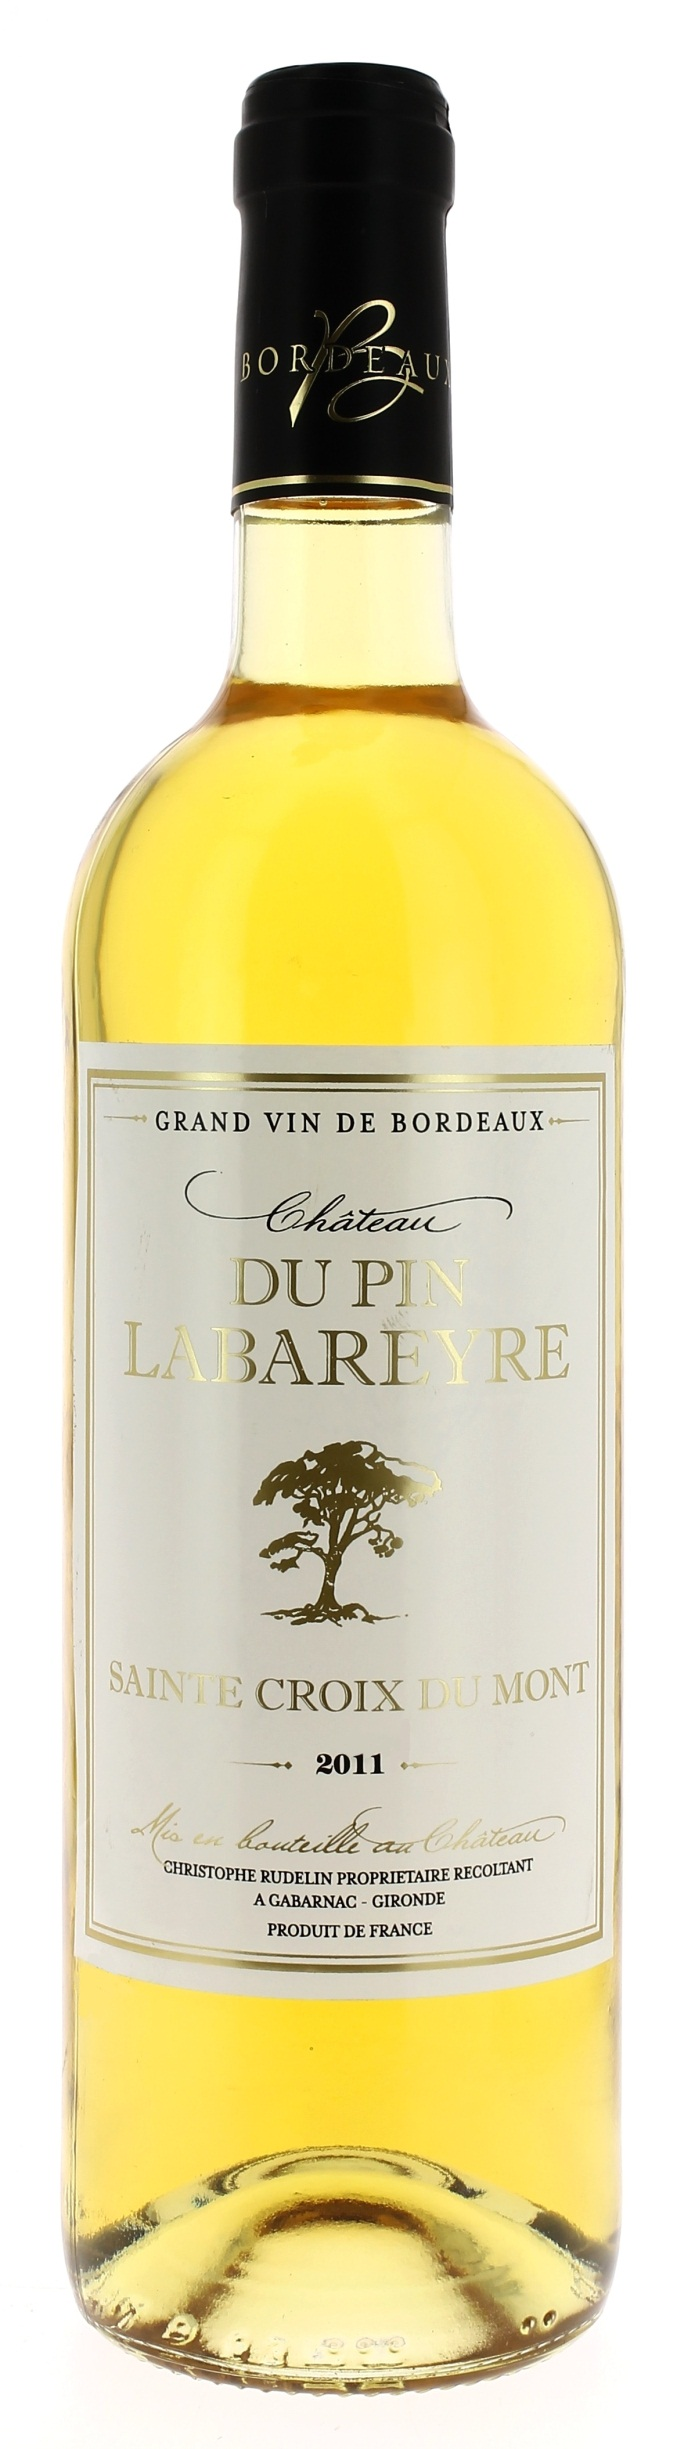 BORDEAUX
GRAND VIN DE BORDEAUX
Château
DU PIN
LABAREYRE
SAINTE CROIX DU MONT
2011
Mis en bouteille au Château
CHRISTOPHE RUDELIN PROPRIETAIRE RECOLTANT
A GABARNAC - GIRONDE
PRODUIT DE FRANCE